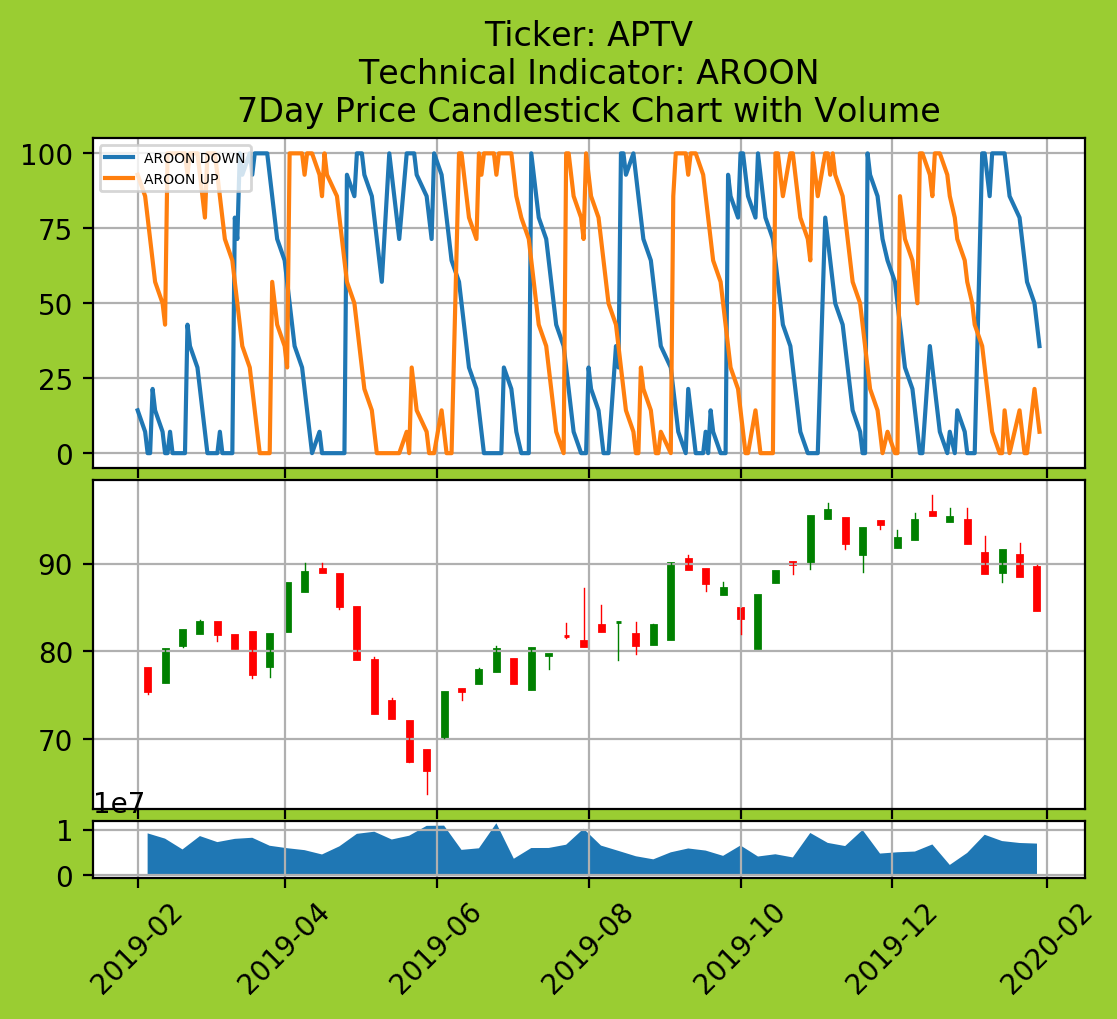 Ticker: APTV
Technical Indicator: AROON
7Day Price Candlestick Chart with Volume
100
75
50
25
0
AROON DOWN
AROON UP
90
80
70
1e7
1
0
2019-02
2019-04
2019-06
2019-08
2019-10
2019-12
2020-02